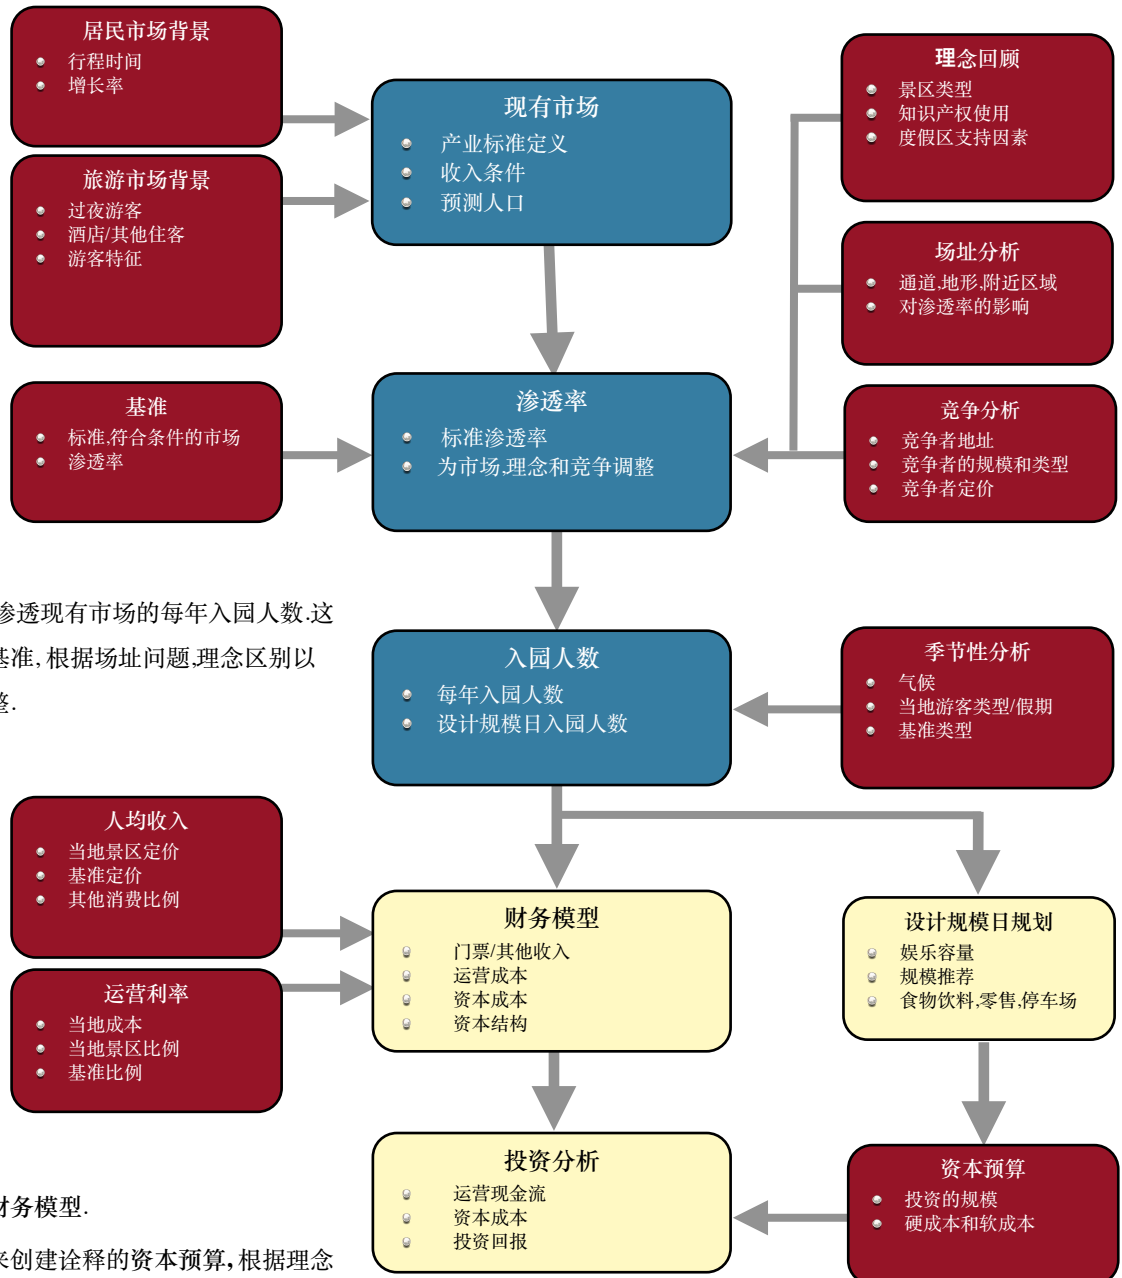 居民市场背景
行程时间
增长率
旅游市场背景
过夜游客
酒店/其他住客
游客特征
现有市场
产业标准定义
收入条件
预测人口
理念回顾
景区类型
知识产权使用
度假区支持因素
场址分析
通道,地形,附近区域
对渗透率的影响
基准
标准,符合条件的市场
渗透率
渗透率
标准渗透率
为市场,理念和竞争调整
竞争分析
竞争者地址
竞争者的规模和类型
竞争者定价
渗透现有市场的每年入园人数.这
基准, 根据场址问题,理念区别以
整.
入园人数
每年入园人数
设计规模日入园人数
季节性分析
气候
当地游客类型/假期
基准类型
人均收入
当地景区定价
基准定价
其他消费比例
运营利率
当地成本
当地景区比例
基准比例
财务模型
门票/其他收入
运营成本
资本成本
资本结构
设计规模日规划
娱乐容量
规模推荐
食物饮料,零售,停车场
财务模型.
来创建诠释的资本预算,根据理念
投资分析
运营现金流
资本成本
投资回报
资本预算
投资的规模
硬成本和软成本